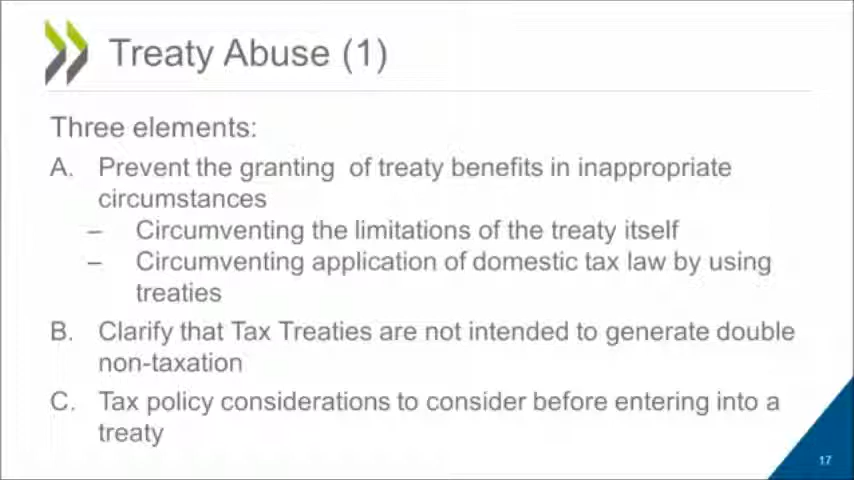 Treaty Abuse (1)
Three elements:
A. Prevent the granting of treaty benefits in inappropriate
circumstances
– Circumventing the limitations of the treaty itself
– Circumventing application of domestic tax law by using
treaties
B. Clarify that Tax Treaties are not intended to generate double
non-taxation
C. Tax policy considerations to consider before entering into a
treaty
17